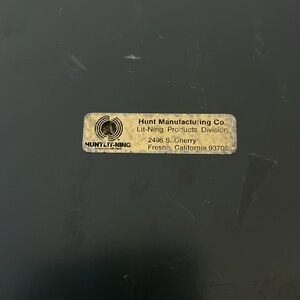 Hunt Manufacturing Co.
Lit-Ning Products Division
HUNT/LIT-NING
2496 S. Cherry
Fresno, California 93706